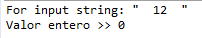 For input string: "  12  "
Valor entero >> 0